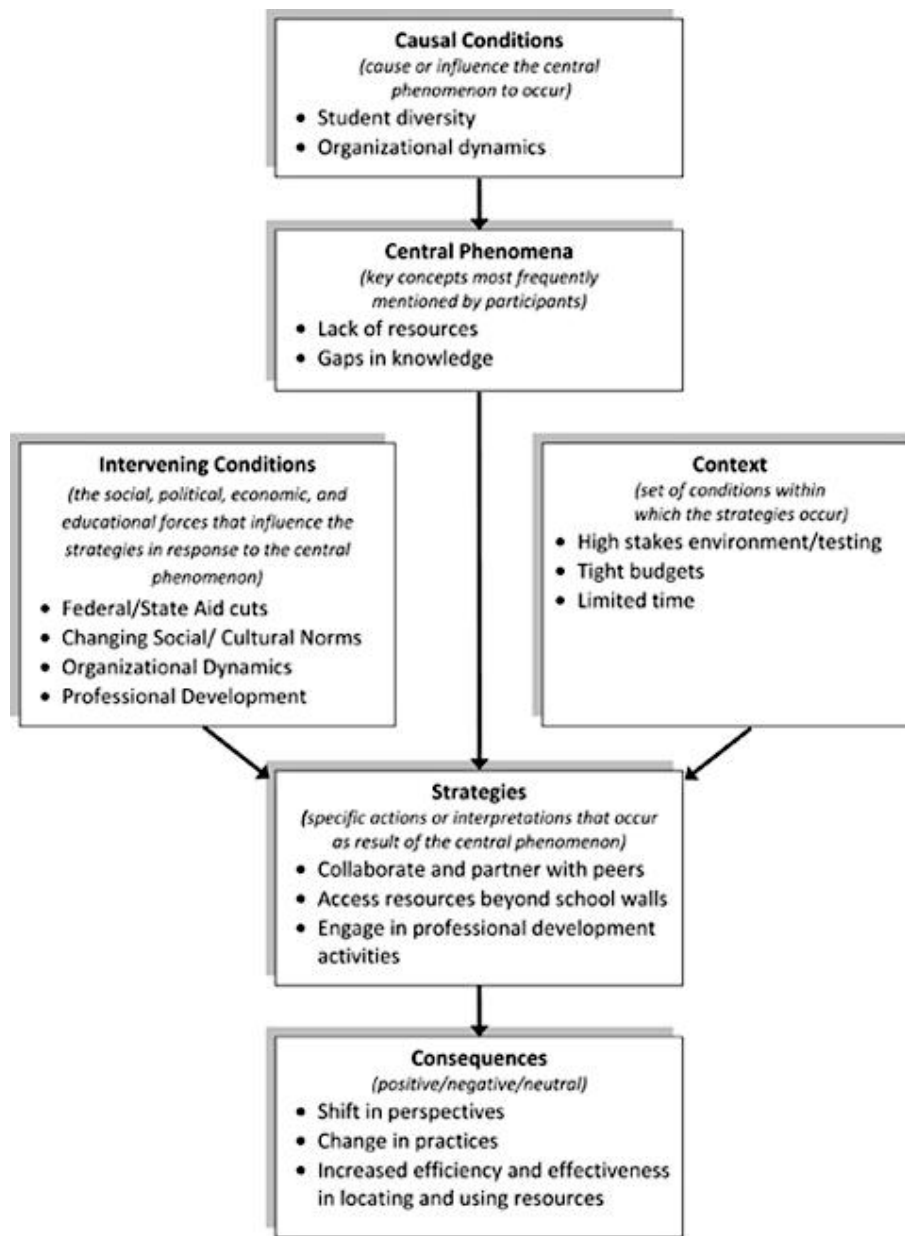 Causal Conditions
(cause or influence the central
phenomenon to occur)
• Student diversity
• Organizational dynamics
Central Phenomena
(key concepts most frequently
mentioned by participants)
• Lack of resources
• Gaps in knowledge
Intervening Conditions
(the social, political, economic, and
educational forces that influence the
strategies in response to the central
phenomenon)
• Federal/State Aid cuts
• Changing Social/ Cultural Norms
• Organizational Dynamics
• Professional Development
Context
(set of conditions within
which the strategies occur)
• High stakes environment/testing
• Tight budgets
• Limited time
Strategies
(specific actions or interpretations that occur
as result of the central phenomenon)
• Collaborate and partner with peers
• Access resources beyond school walls
• Engage in professional development
activities
Consequences
(positive/negative/neutral)
• Shift in perspectives
• Change in practices
• Increased efficiency and effectiveness
in locating and using resources